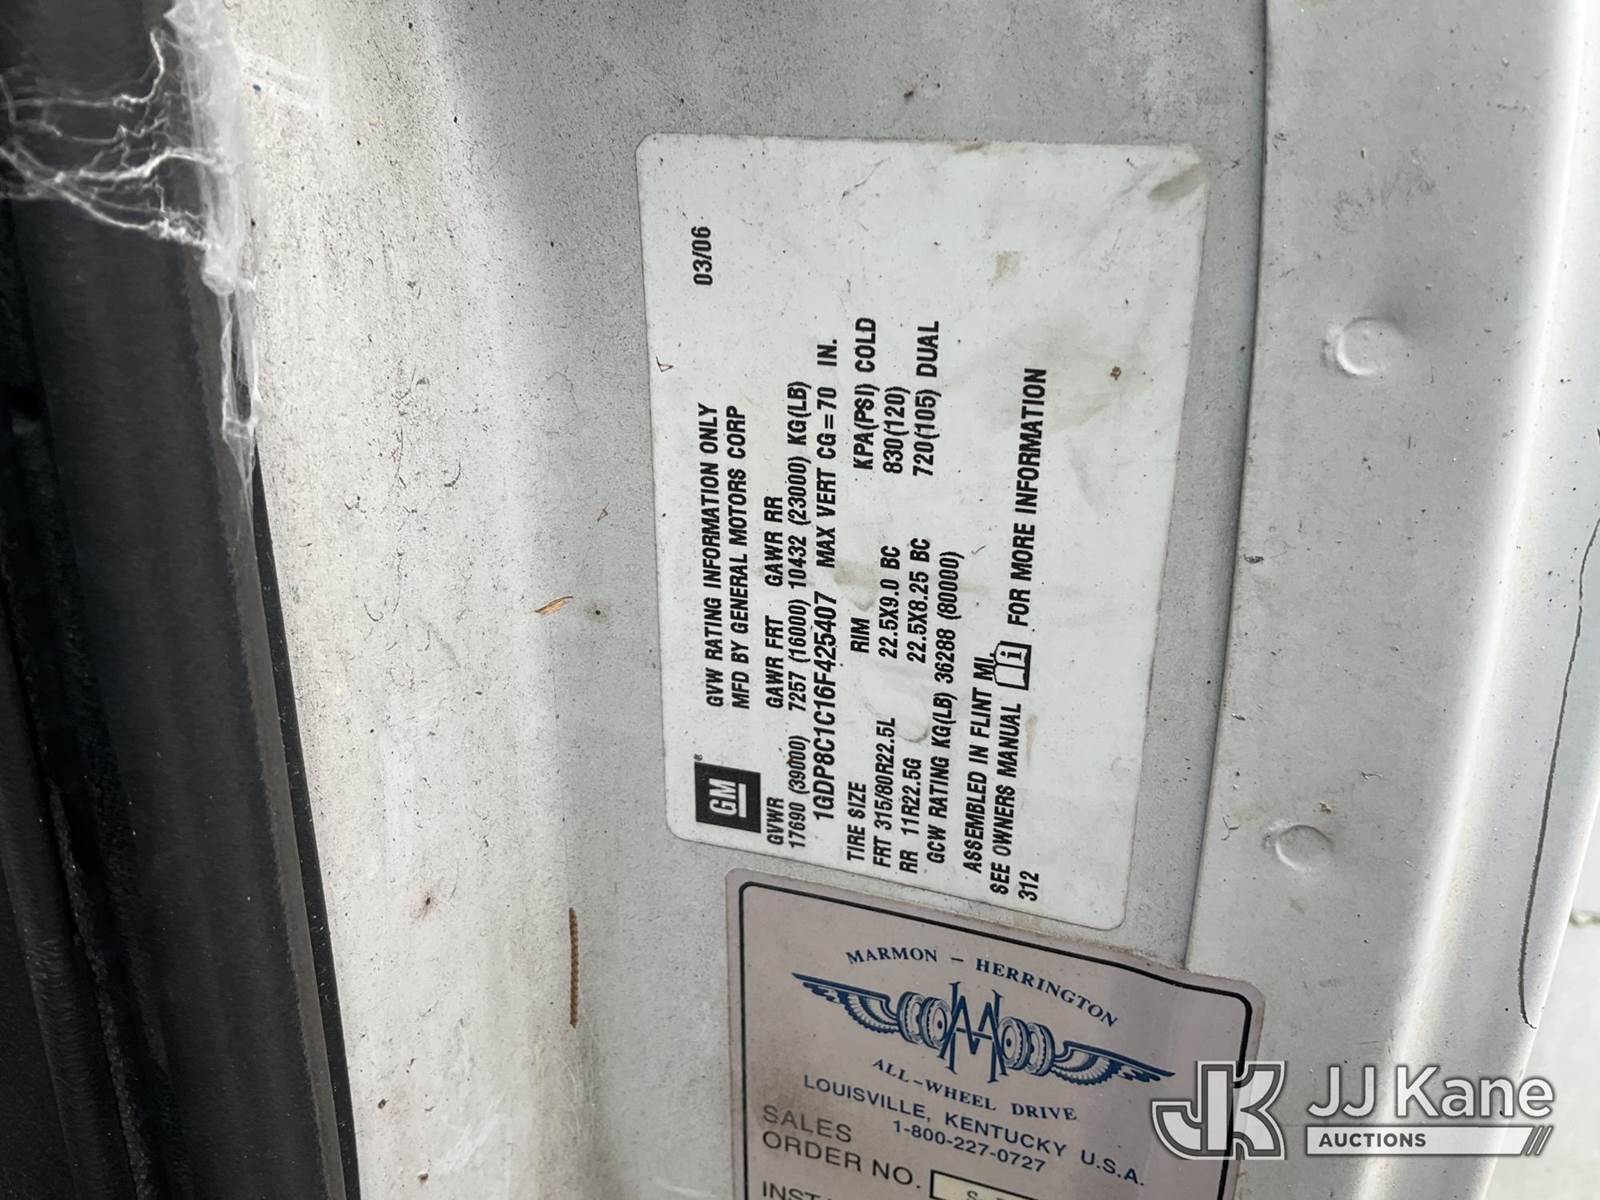 GM®
GVW RATING INFORMATION ONLY 03/06
MFD BY GENERAL MOTORS CORP
GVWR GAWR FRT GAWR RR
17690 (39000) 7257 (16000) 10432 (23000) KG(LB)
1GDP8C1C16F425407 MAX VERT CG=70 IN.
TIRE SIZE RIM KPA(PSI) COLD
FRT 315/80R22.5L 22.5X9.0 BC 830(120)
RR 11R22.5G 22.5X8.25 BC 720(105) DUAL
GCW RATING KG(LB) 36288 (80000)
ASSEMBLED IN FLINT MI.
SEE OWNERS MANUAL i FOR MORE INFORMATION
312
MARMON - HERRINGTON
ALL-WHEEL DRIVE
LOUISVILLE, KENTUCKY U.S.A.
1-800-227-0727
SALES
ORDER NO.
JK JJ Kane
AUCTIONS